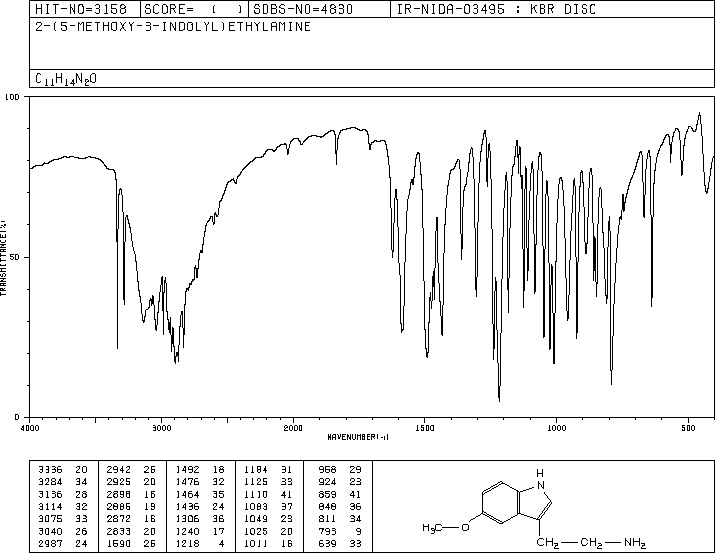 HIT-NO=3158 SCORE= ( ) SDBS-NO=4830 IR-NIDA-03495 : KBR DISC
2-(5-METHOXY-3-INDOLYL)ETHYLAMINE
C11H14N2O
100
TRANSMITTANCE(%)
50
0
4000 3000 2000 1500 1000 500
WAVENUMBER(-1)
3336 20 2942 26 1492 18 1184 31 958 29
3284 34 2925 20 1476 32 1125 33 924 23
3136 28 2898 16 1464 35 1110 41 859 41
3114 32 2886 19 1436 24 1083 37 848 36
3075 33 2872 16 1306 36 1049 23 811 34
3040 26 2833 20 1240 17 1025 20 793 9
2987 24 1590 26 1218 4 1011 16 639 33
H
N
H3C
O
CH2 CH2 NH2